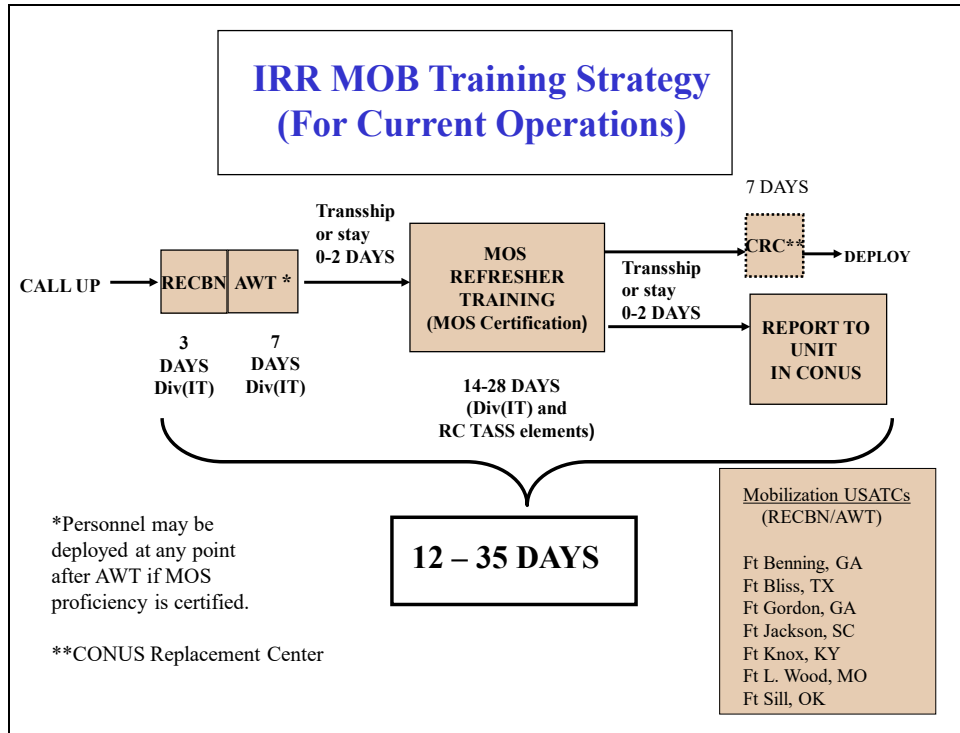 IRR MOB Training Strategy
(For Current Operations)
CALL UP
RECBN
AWT *
3
DAYS
Div(IT)
7
DAYS
Div(IT)
Transship
or stay
0-2 DAYS
MOS
REFRESHER
TRAINING
(MOS Certification)
14-28 DAYS
(Div(IT) and
RC TASS elements)
Transship
or stay
0-2 DAYS
7 DAYS
CRC**
DEPLOY
REPORT TO
UNIT
IN CONUS
12 – 35 DAYS
*Personnel may be
deployed at any point
after AWT if MOS
proficiency is certified.
**CONUS Replacement Center
Mobilization USATCs
(RECBN/AWT)
Ft Benning, GA
Ft Bliss, TX
Ft Gordon, GA
Ft Jackson, SC
Ft Knox, KY
Ft L. Wood, MO
Ft Sill, OK